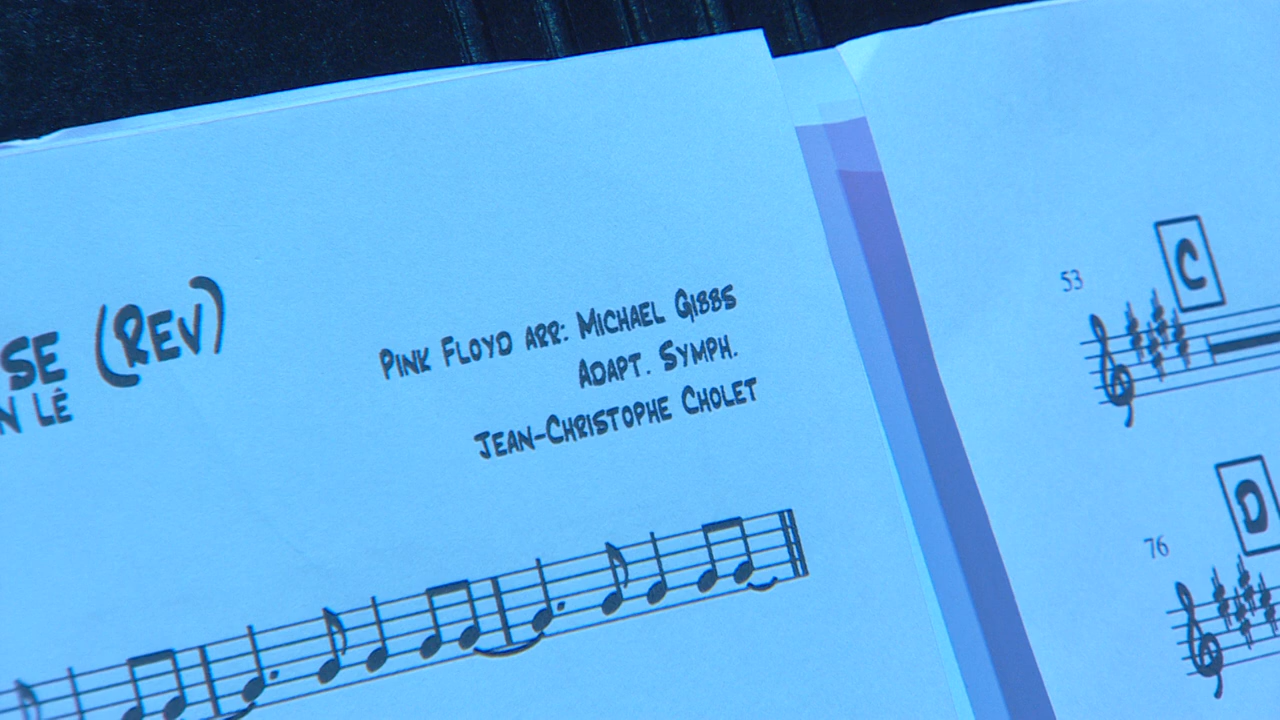 SE (REV)
N LÊ
PINK FLOYD ARR: MICHAEL GIBBS
ADAPT. SYMPH.
JEAN-CHRISTOPHE CHOLET
53
C
76
D